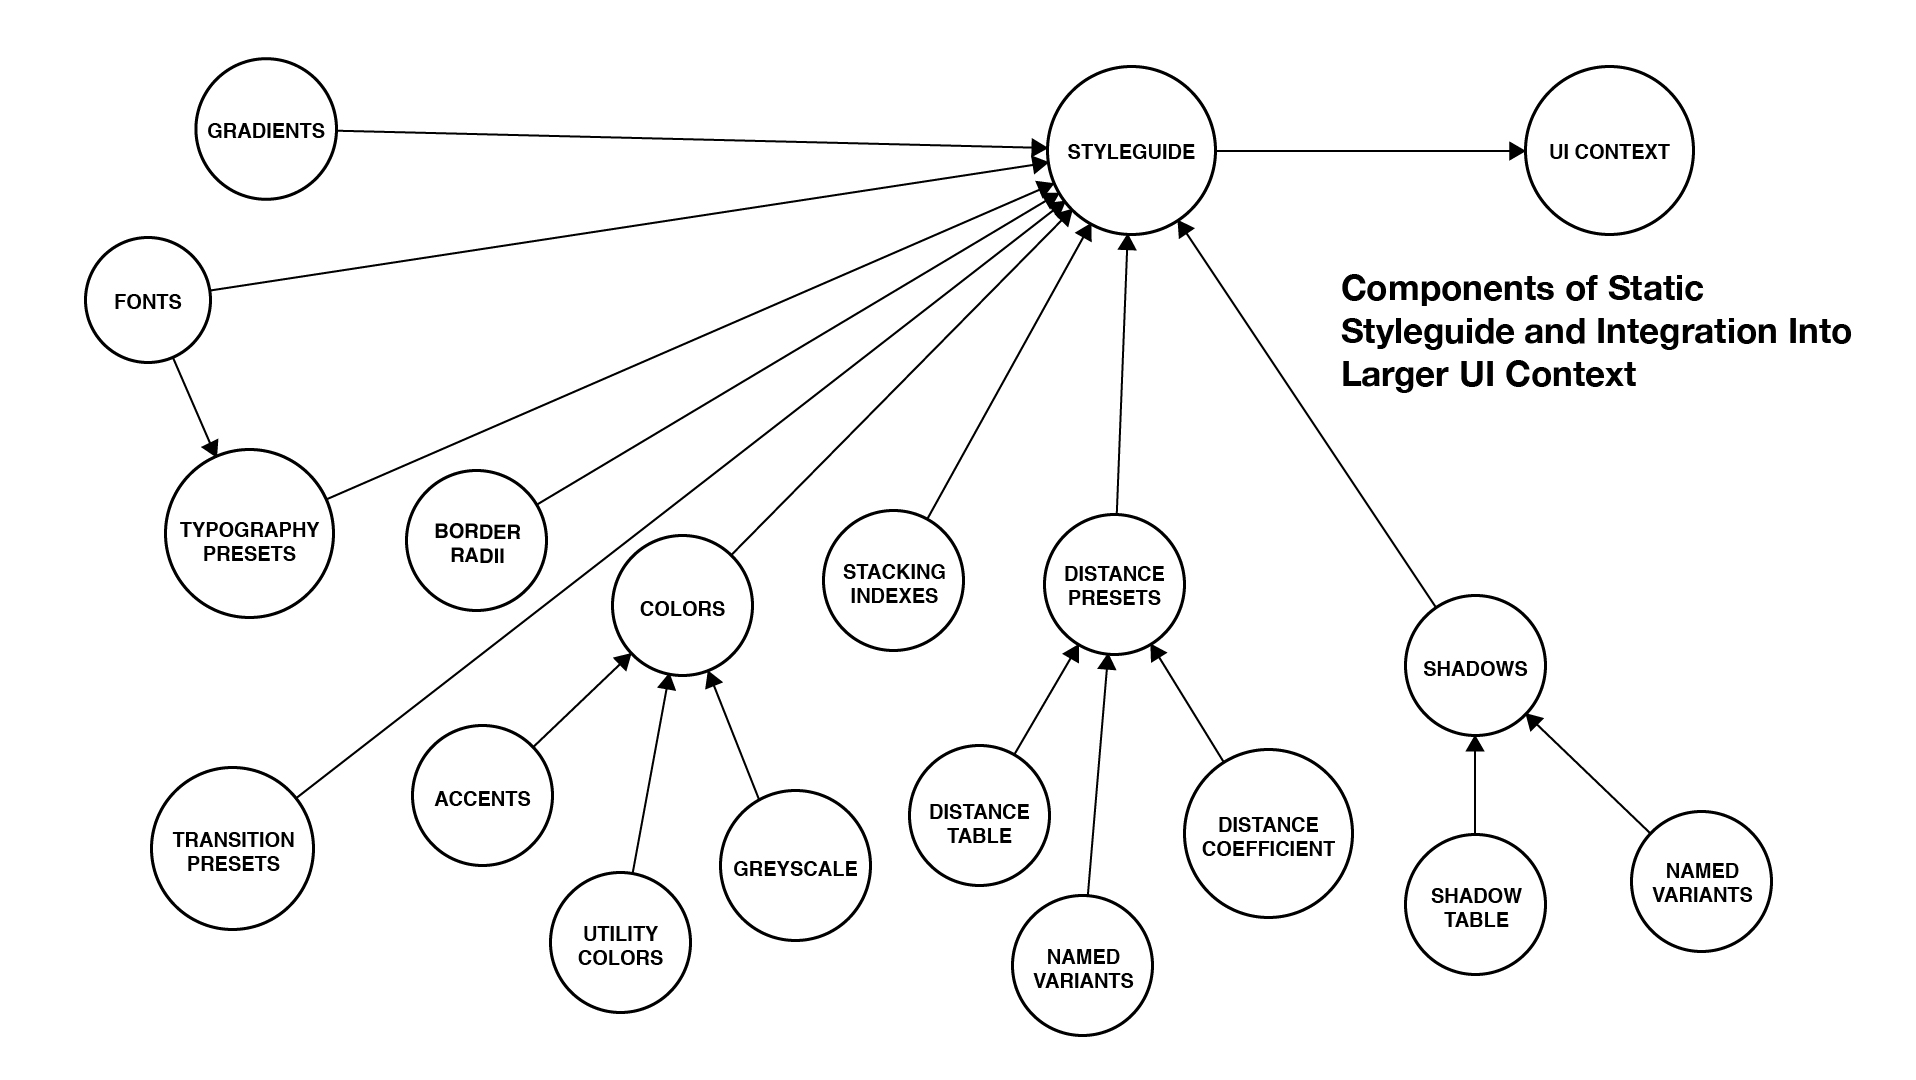 GRADIENTS
STYLEGUIDE
UI CONTEXT
FONTS
Components of Static
Styleguide and Integration Into
Larger UI Context
TYPOGRAPHY
PRESETS
BORDER
RADII
COLORS
STACKING
INDEXES
DISTANCE
PRESETS
SHADOWS
TRANSITION
PRESETS
ACCENTS
UTILITY
COLORS
GREYSCALE
DISTANCE
TABLE
NAMED
VARIANTS
DISTANCE
COEFFICIENT
SHADOW
TABLE
NAMED
VARIANTS